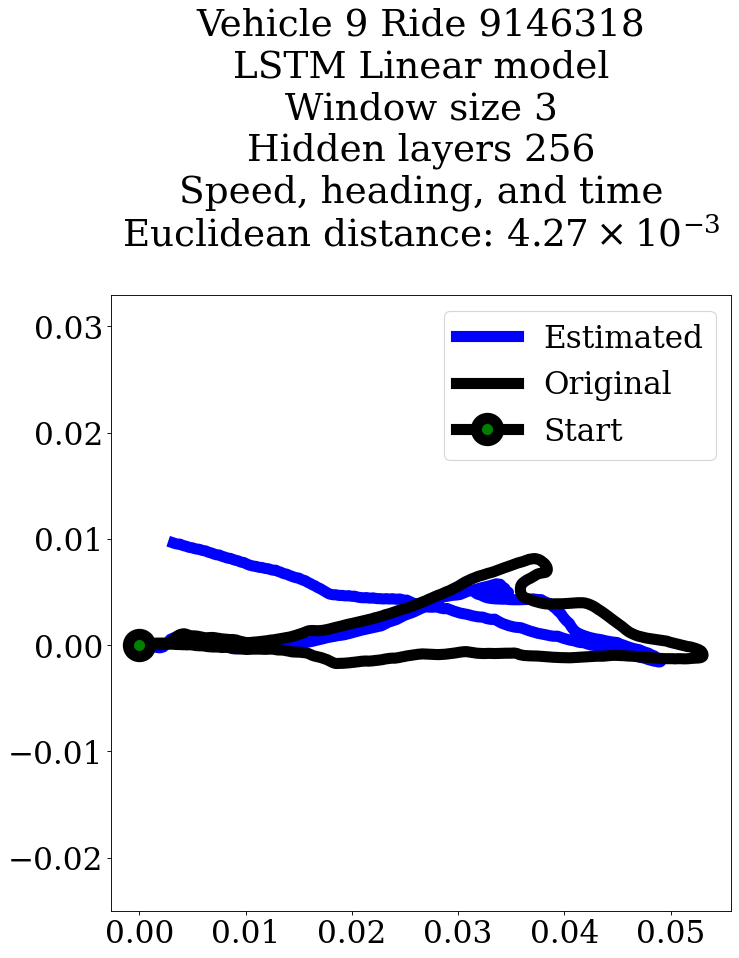 Vehicle 9 Ride 9146318
LSTM Linear model
Window size 3
Hidden layers 256
Speed, heading, and time
Euclidean distance: 4.27 × 10⁻³
Estimated
Original
Start
0.03
0.02
0.01
0.00
−0.01
−0.02
0.00 0.01 0.02 0.03 0.04 0.05